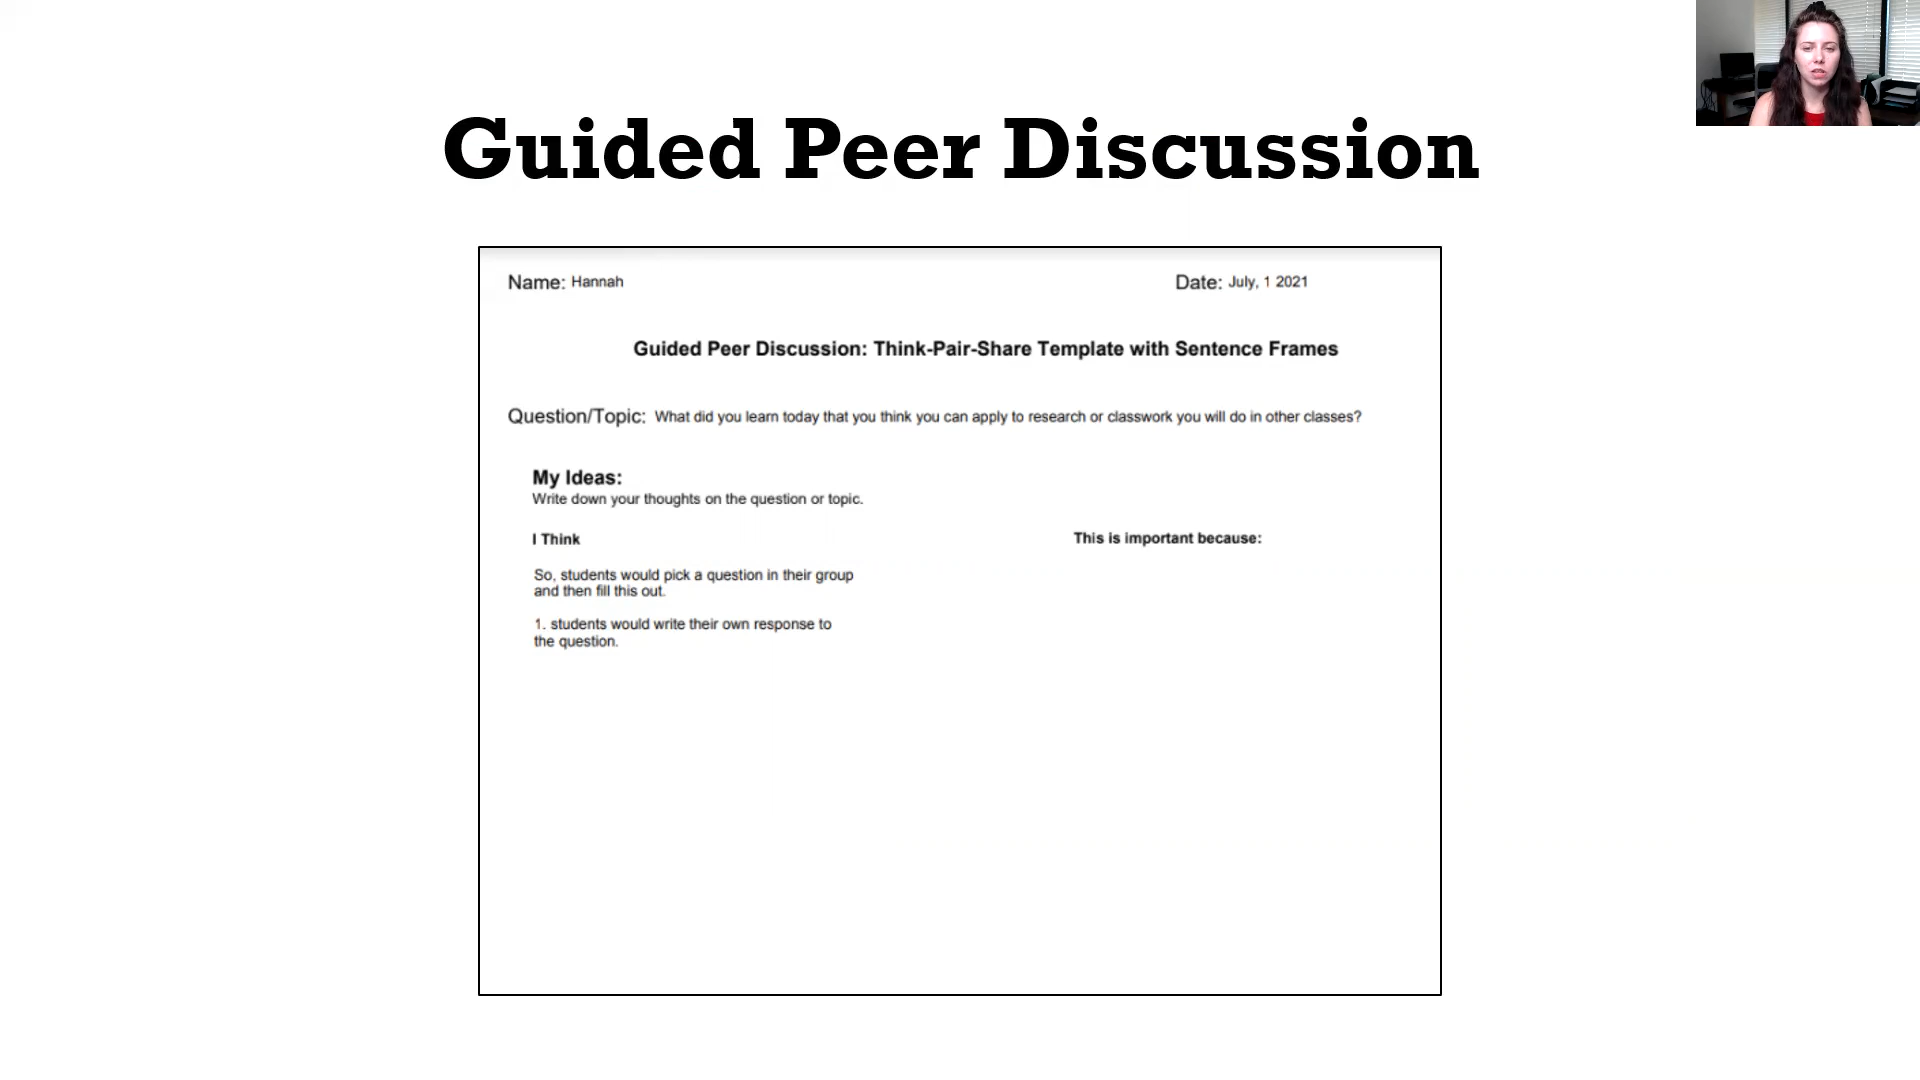 Guided Peer Discussion
Name: Hannah
Date: July, 1 2021
Guided Peer Discussion: Think-Pair-Share Template with Sentence Frames
Question/Topic: What did you learn today that you think you can apply to research or classwork you will do in other classes?
My Ideas:
Write down your thoughts on the question or topic.
I Think
This is important because:
So, students would pick a question in their group
and then fill this out.
1. students would write their own response to
the question.